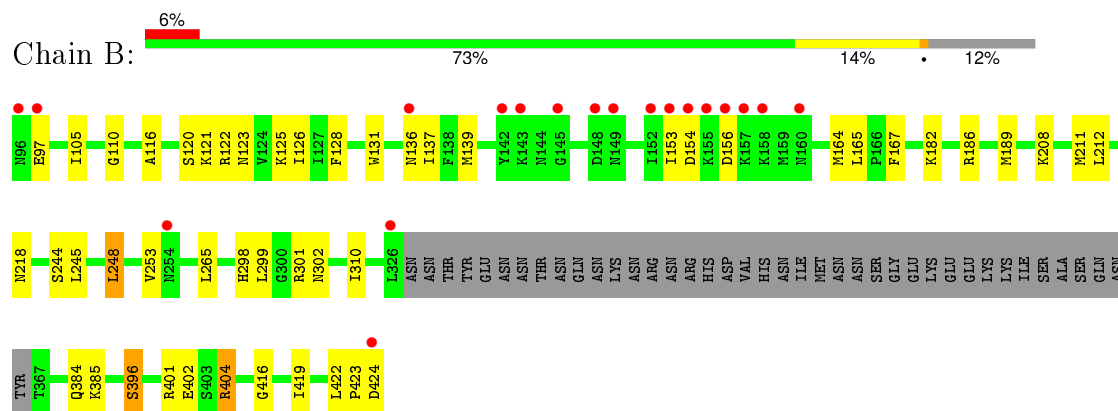 6%
Chain B:
73% 14% • 12%
N96 E97 I105 G110 A116 S120 K121 R122 N123 V124 K125 I126 I127 F128 W131 N136 I137 F138 M139 Y142 K143 N144 G145 D148 N149 I152 I153 D154 K155 D156 K157 K158 M159 N160 M164 L165 P166 F167 K182 R186 M189 K208 M211 L212
N218 S244 L245 L248 V253 N254 L265 H298 L299 G300 R301 N302 I310 L326 ASN ASN THR TYR GLU ASN ASN THR ASN GLN ASN LYS ASN ARG ASN ARG HIS ASP VAL HIS ASN ILE MET ASN ASN SER GLY GLU LYS GLU GLU LYS LYS ILE SER ALA SER GLN ASN
TYR T367 Q384 K385 S396 R401 E402 S403 R404 G416 I419 L422 P423 D424